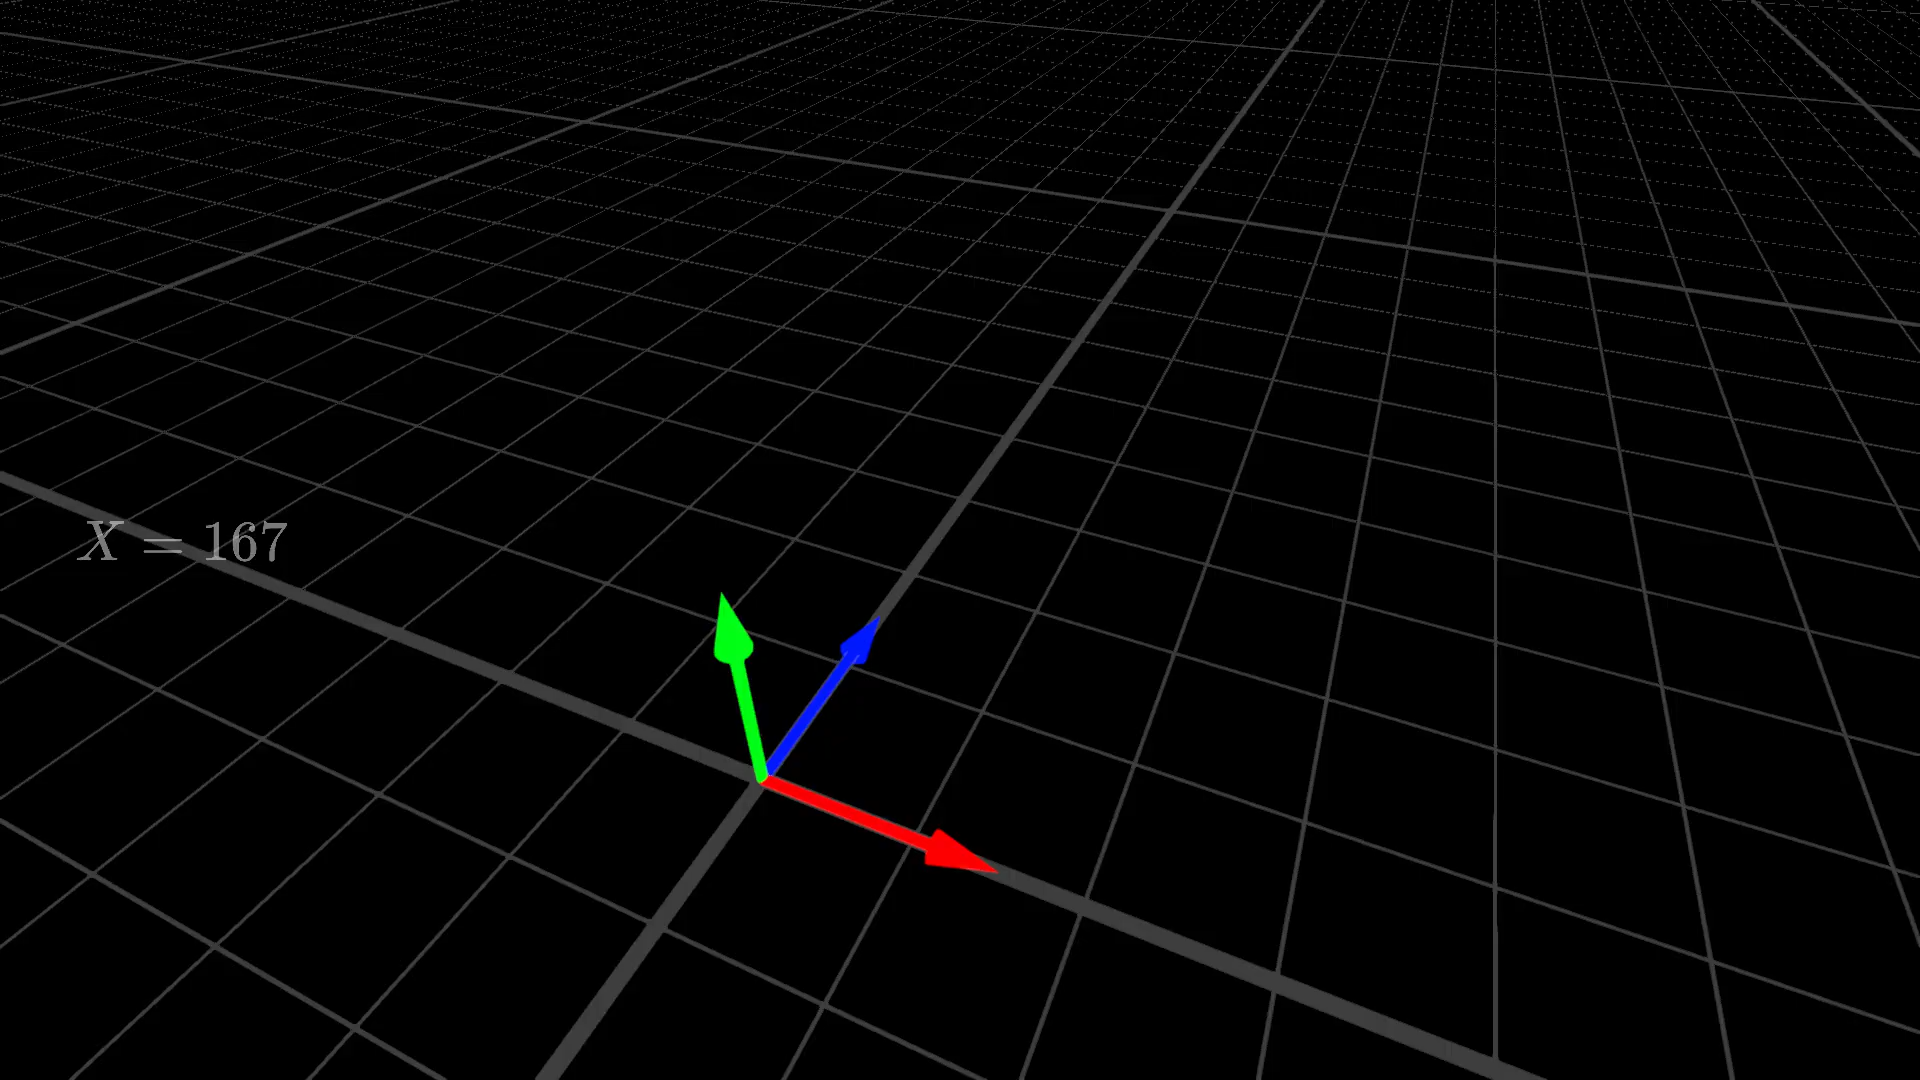 X = 167